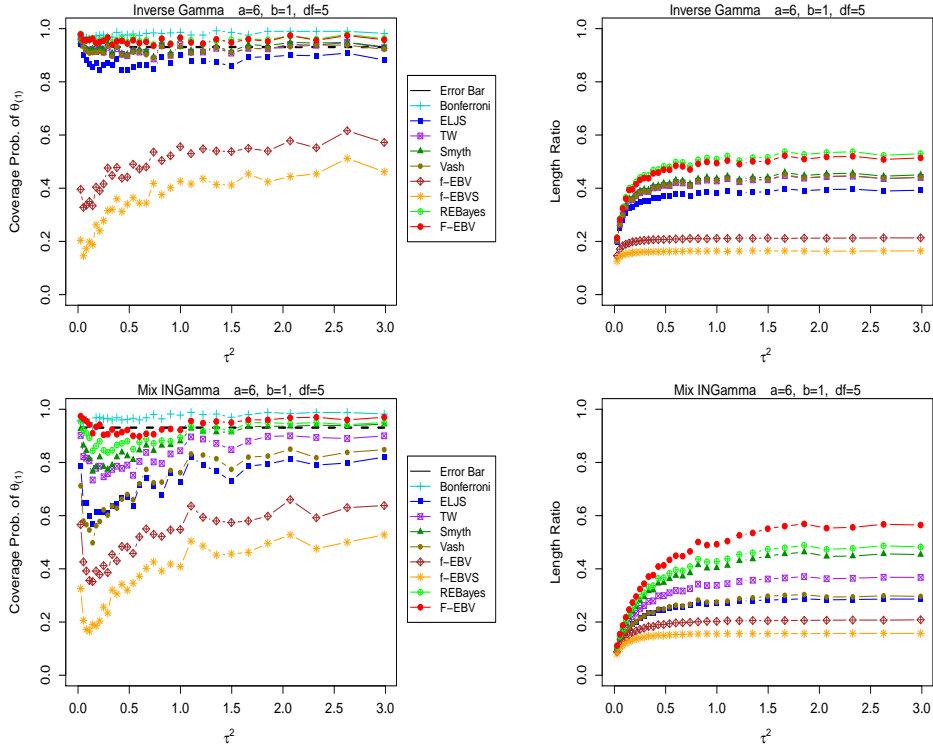 Inverse Gamma a=6, b=1, df=5
Coverage Prob. of θ(1)
0.0 0.2 0.4 0.6 0.8 1.0
0.0 0.5 1.0 1.5 2.0 2.5 3.0
τ²
Error Bar
Bonferroni
ELJS
TW
Smyth
Vash
f−EBV
f−EBVS
REBayes
F−EBV
Inverse Gamma a=6, b=1, df=5
Length Ratio
0.0 0.2 0.4 0.6 0.8 1.0
0.0 0.5 1.0 1.5 2.0 2.5 3.0
τ²
Mix INGamma a=6, b=1, df=5
Coverage Prob. of θ(1)
0.0 0.2 0.4 0.6 0.8 1.0
0.0 0.5 1.0 1.5 2.0 2.5 3.0
τ²
Error Bar
Bonferroni
ELJS
TW
Smyth
Vash
f−EBV
f−EBVS
REBayes
F−EBV
Mix INGamma a=6, b=1, df=5
Length Ratio
0.0 0.2 0.4 0.6 0.8 1.0
0.0 0.5 1.0 1.5 2.0 2.5 3.0
τ²